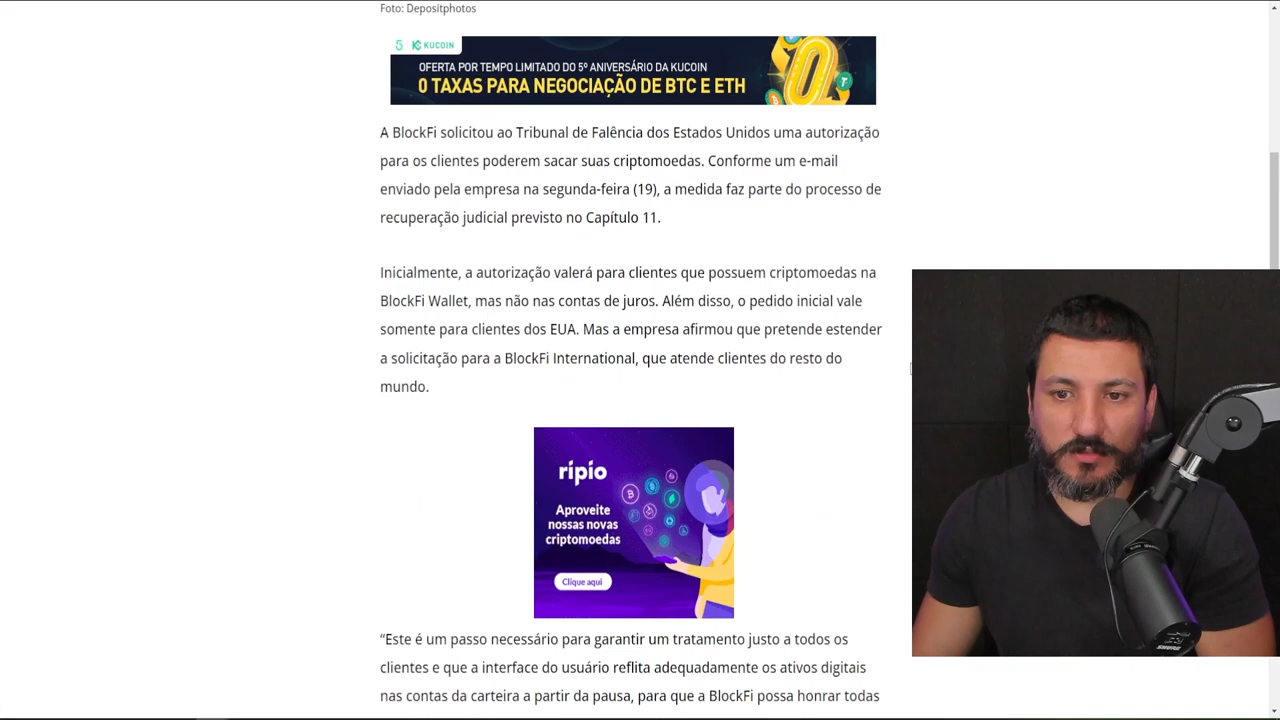 Foto: Depositphotos
5 KUCOIN
OFERTA POR TEMPO LIMITADO DO 5º ANIVERSÁRIO DA KUCOIN
0 TAXAS PARA NEGOCIAÇÃO DE BTC E ETH
A BlockFi solicitou ao Tribunal de Falência dos Estados Unidos uma autorização
para os clientes poderem sacar suas criptomoedas. Conforme um e-mail
enviado pela empresa na segunda-feira (19), a medida faz parte do processo de
recuperação judicial previsto no Capítulo 11.
Inicialmente, a autorização valerá para clientes que possuem criptomoedas na
BlockFi Wallet, mas não nas contas de juros. Além disso, o pedido inicial vale
somente para clientes dos EUA. Mas a empresa afirmou que pretende estender
a solicitação para a BlockFi International, que atende clientes do resto do
mundo.
ripio
Aproveite
nossas novas
criptomoedas
Clique aqui
“Este é um passo necessário para garantir um tratamento justo a todos os
clientes e que a interface do usuário reflita adequadamente os ativos digitais
nas contas da carteira a partir da pausa, para que a BlockFi possa honrar todas